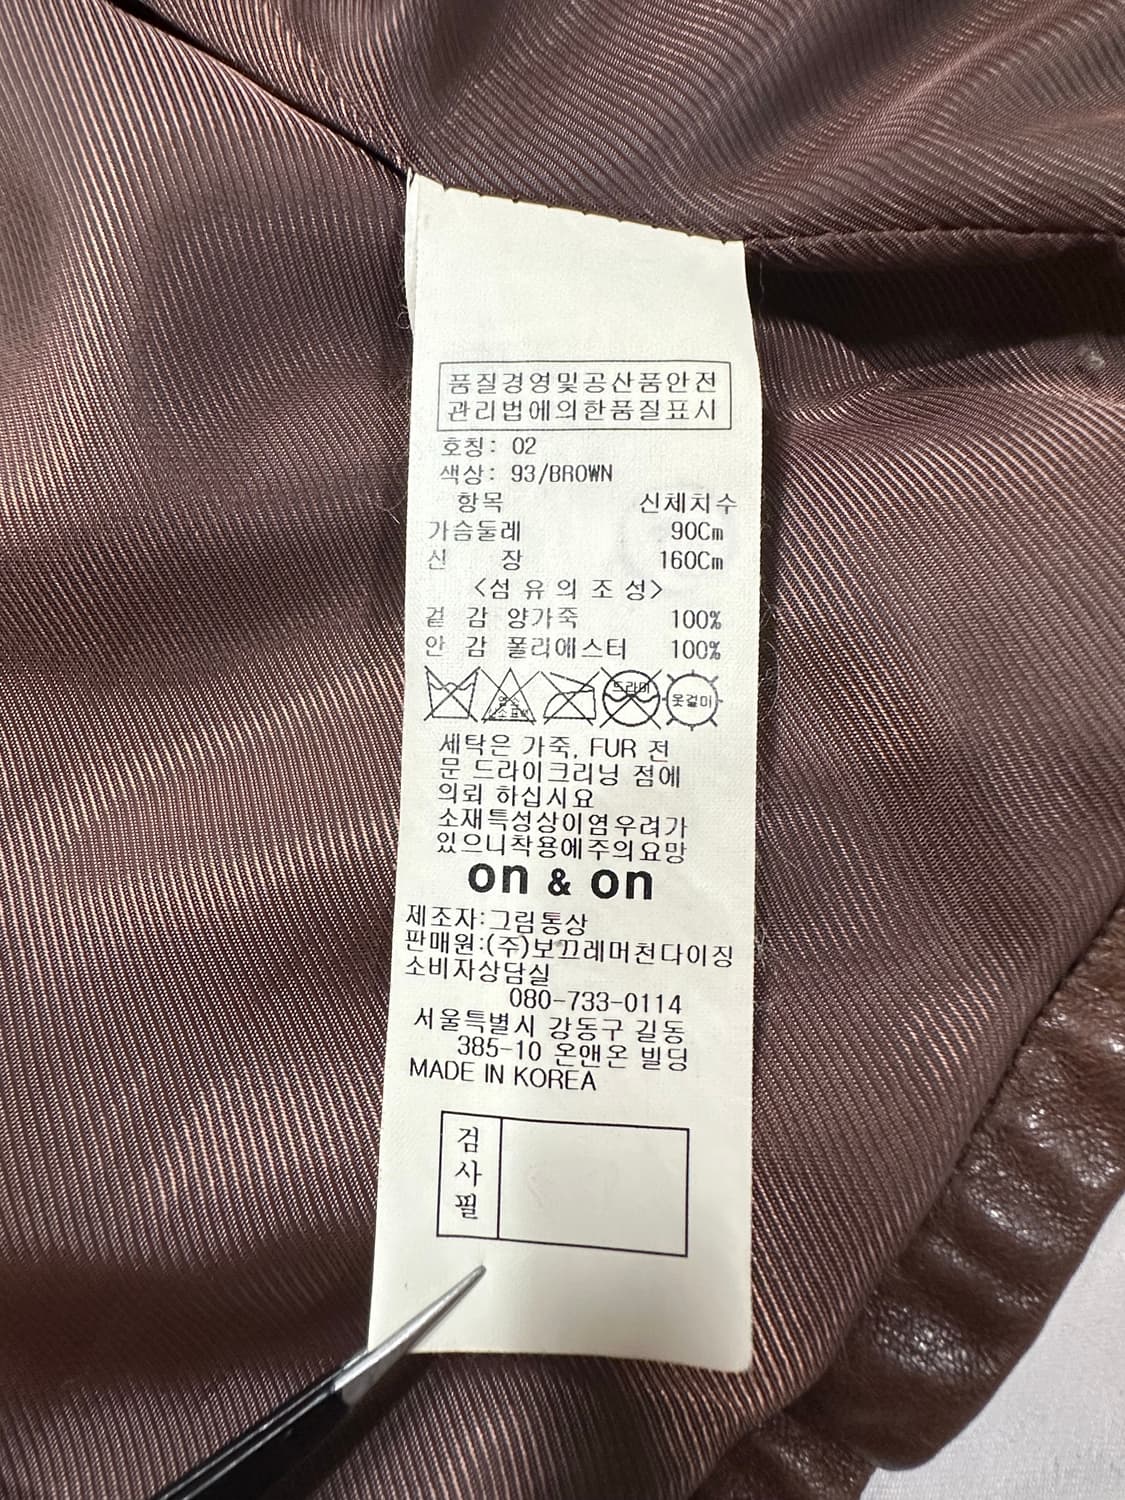 품질경영및공산품안전
관리법에의한품질표시
호칭: 02
색상: 93/BROWN
항목 신체치수
가슴둘레 90Cm
신 장 160Cm
<섬 유 의 조 성>
겉 감 양가죽 100%
안 감 폴리에스터 100%
드라이 옷걸이
세탁은 가죽, FUR 전
문 드라이크리닝 점에
의뢰 하십시요
소재특성상이염우려가
있으니착용에주의요망
on & on
제조자:그림통상
판매원:(주)보끄레머천다이징
소비자상담실
080-733-0114
서울특별시 강동구 길동
385-10 온앤온 빌딩
MADE IN KOREA
검
사
필